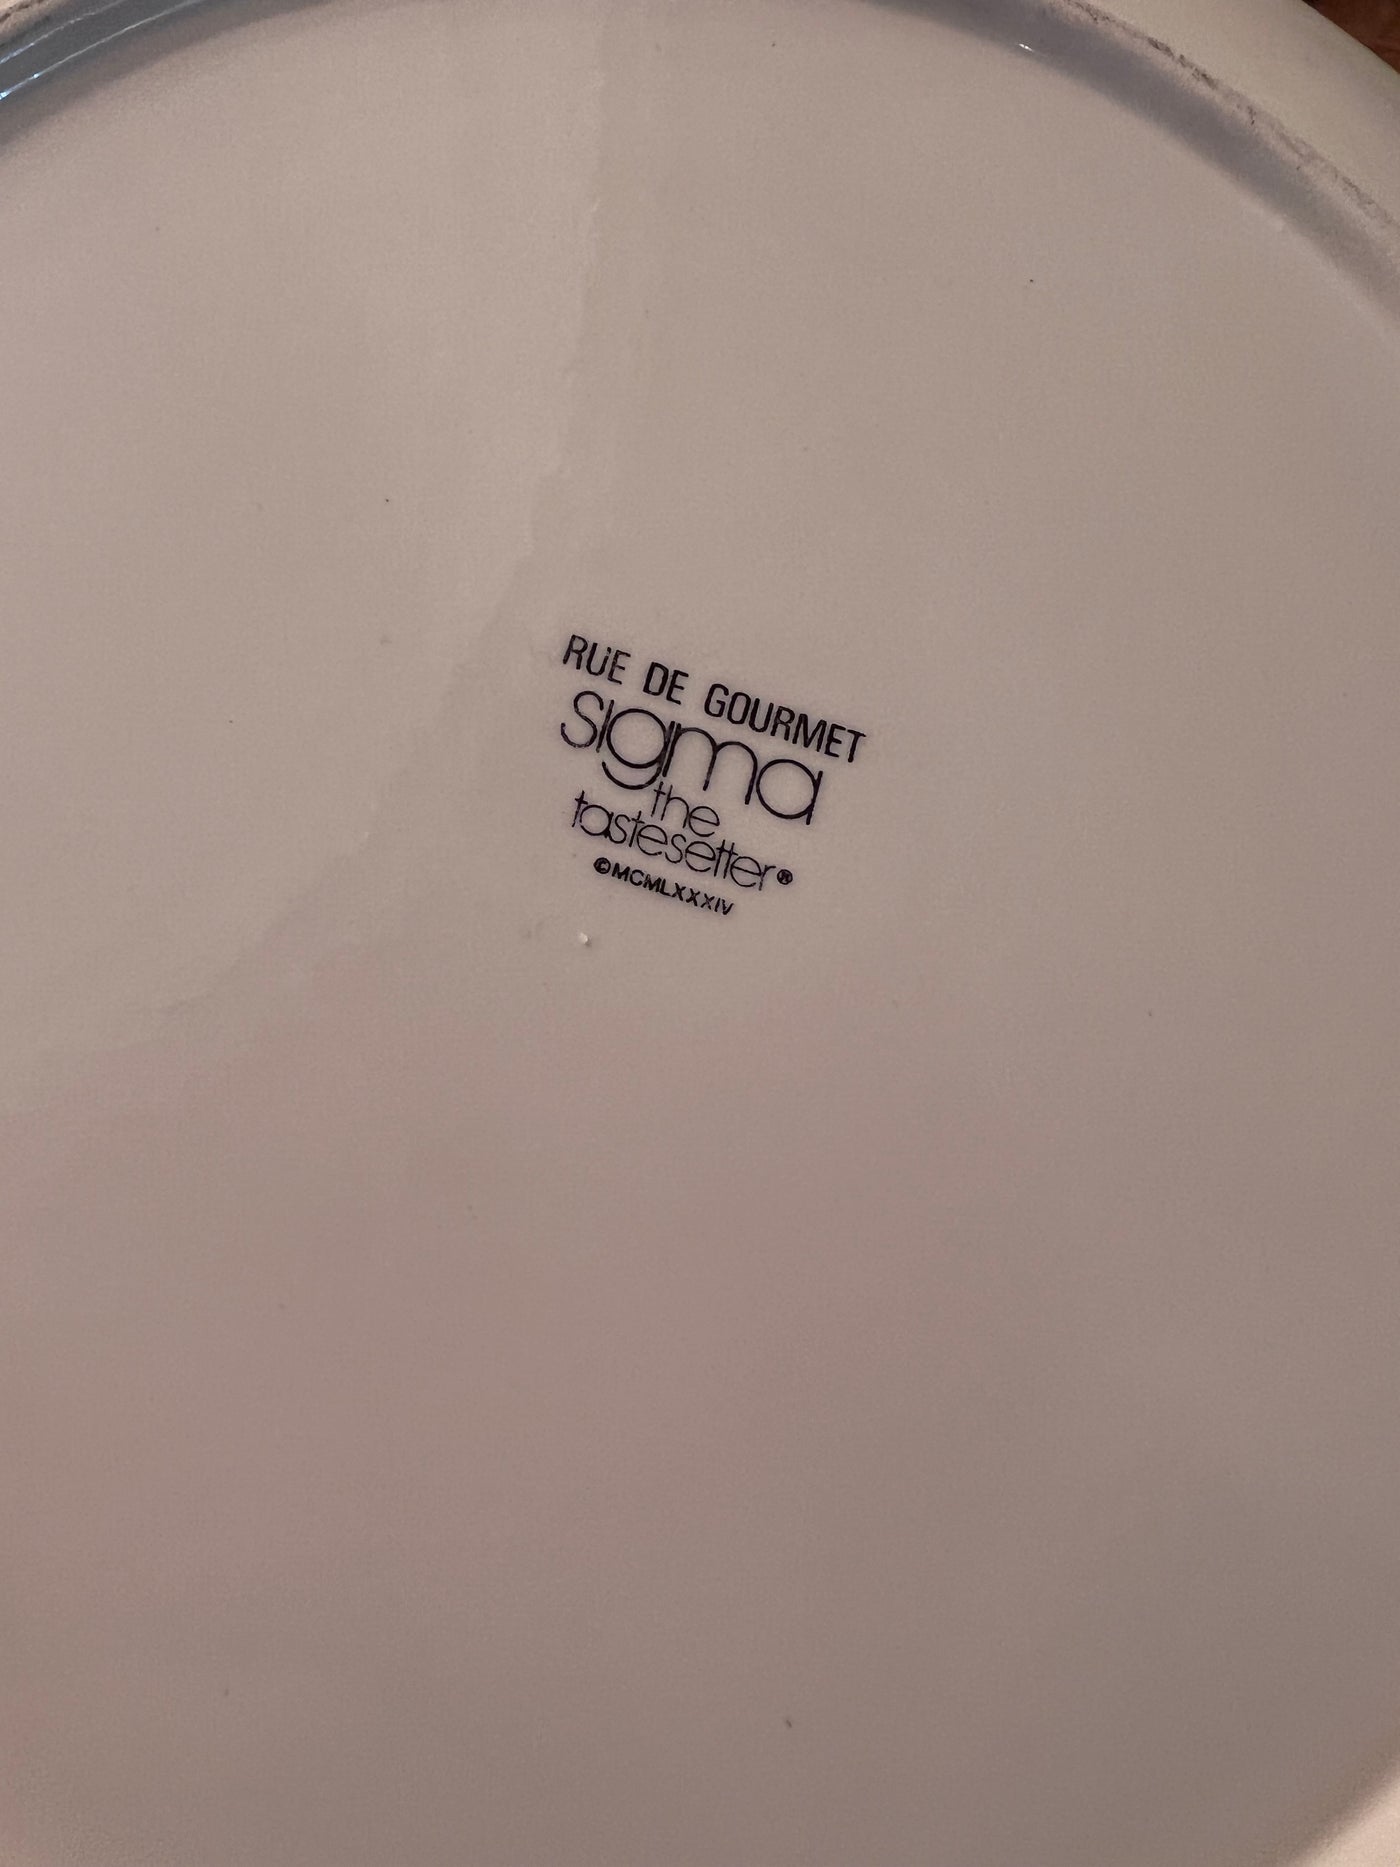 RUE DE GOURMET
sigma
the
tastesetter®
©MCMLXXXIV